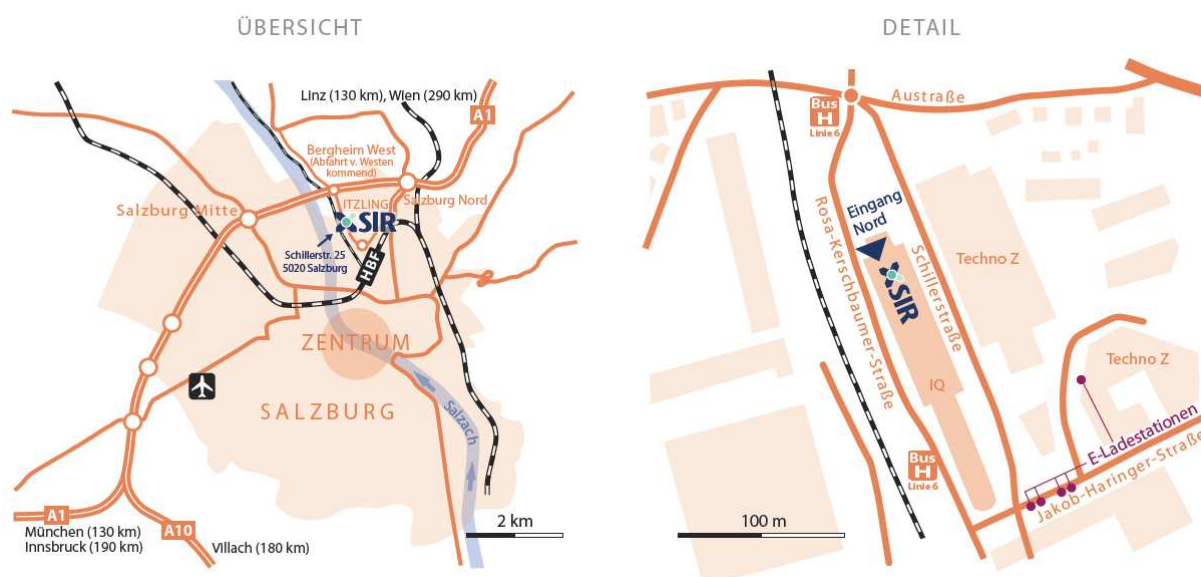 ÜBERSICHT
Linz (130 km), Wien (290 km)
A1
Bergheim West
(Abfahrt v. Westen
kommend)
Salzburg Mitte
ITZLING
Salzburg Nord
SIR
Schillerstr. 25
5020 Salzburg
HBF
ZENTRUM
SALZBURG
Salzach
A1
München (130 km)
Innsbruck (190 km)
A10
Villach (180 km)
2 km
DETAIL
Bus
H
Linie 6
Austraße
Eingang
Nord
Rosa-Kerschbaumer-Straße
SIR
Schillerstraße
Techno Z
IQ
Techno Z
E-Ladestationen
Jakob-Haringer-Straße
Bus
H
Linie 6
100 m